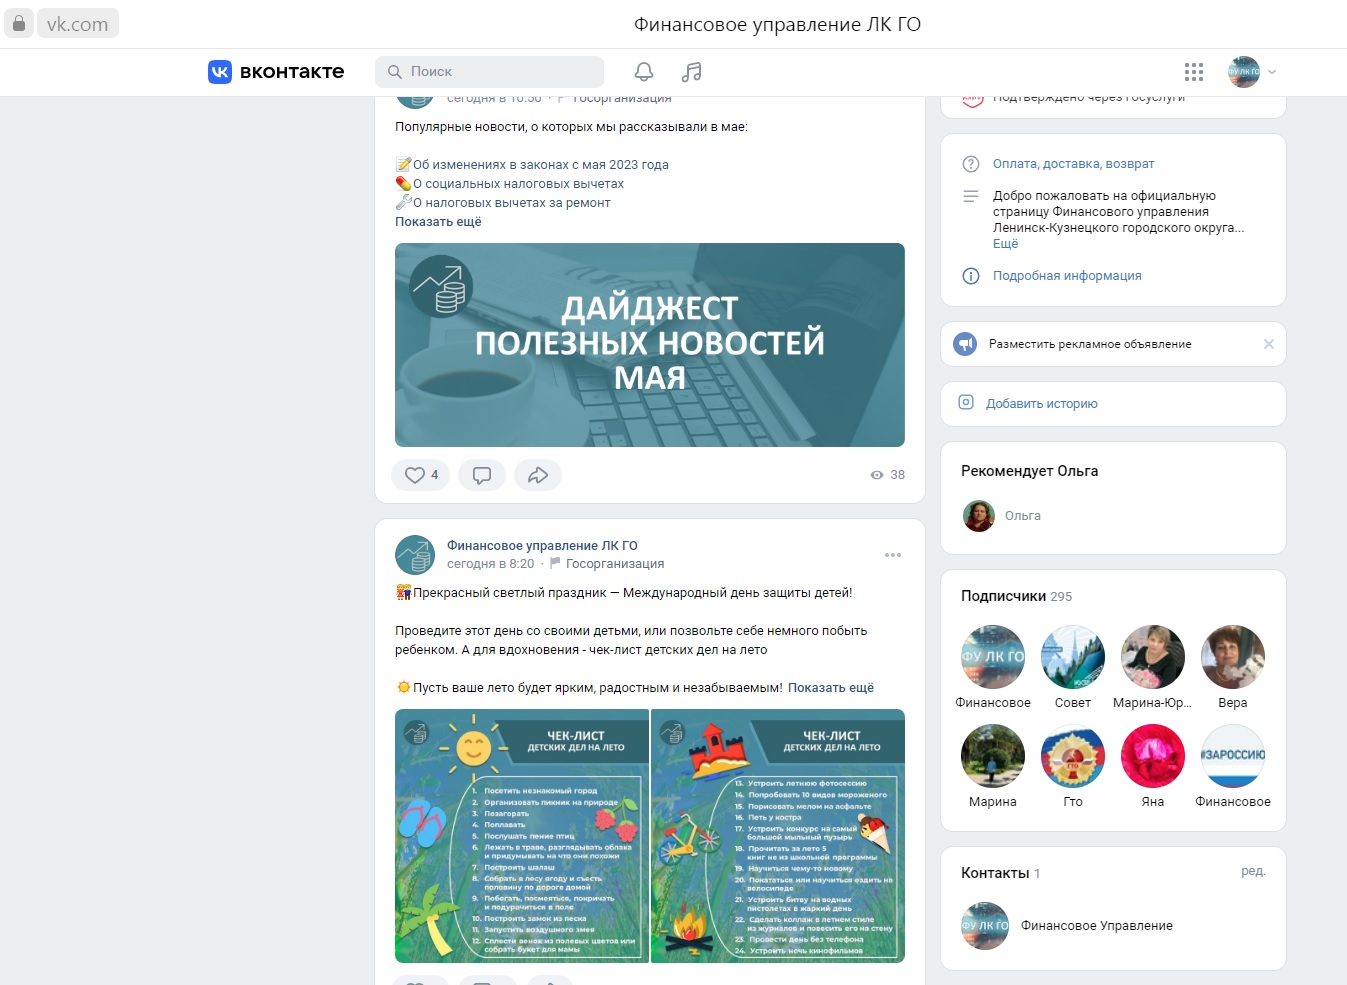 vk.com
Финансовое управление ЛК ГО
вконтакте
Поиск
ФУ ЛК ГО
сегодня в 16:50 · Госорганизация
Популярные новости, о которых мы рассказывали в мае:
Об изменениях в законах с мая 2023 года
О социальных налоговых вычетах
О налоговых вычетах за ремонт
Показать ещё
ДАЙДЖЕСТ
ПОЛЕЗНЫХ НОВОСТЕЙ
МАЯ
4
38
Финансовое управление ЛК ГО
сегодня в 8:20 · Госорганизация
Прекрасный светлый праздник — Международный день защиты детей!
Проведите этот день со своими детьми, или позвольте себе немного побыть
ребенком. А для вдохновения - чек-лист детских дел на лето
Пусть ваше лето будет ярким, радостным и незабываемым! Показать ещё
ЧЕК-ЛИСТ
ДЕТСКИХ ДЕЛ НА ЛЕТО
1. Посетить незнакомый город
2. Организовать пикник на природе
3. Позагорать
4. Поплавать
5. Послушать пение птиц
6. Лежать в траве, разглядывать облака
и придумывать на что они похожи
7. Построить шалаш
8. Собрать в лесу ягоду и съесть
половину по дороге домой
9. Побегать, посмеяться, покричать
и подурачиться в поле
10. Построить замок из песка
11. Запустить воздушного змея
12. Сплести венок из полевых цветов или
собрать букет для мамы
ЧЕК-ЛИСТ
ДЕТСКИХ ДЕЛ НА ЛЕТО
13. Устроить летнюю фотосессию
14. Попробовать 10 видов мороженого
15. Порисовать мелом на асфальте
16. Петь у костра
17. Устроить конкурс на самый
большой мыльный пузырь
18. Прочитать за лето 5
книг не из школьной программы
19. Научиться чему-то новому
20. Покататься или научиться ездить на
велосипеде
21. Устроить битву на водных
пистолетах в жаркий день
22. Сделать коллаж в летнем стиле
из журналов и повесить его на стену
23. Провести день без телефона
24. Устроить ночь кинофильмов
Подтверждено через Госуслуги
Оплата, доставка, возврат
Добро пожаловать на официальную
страницу Финансового управления
Ленинск-Кузнецкого городского округа...
Ещё
Подробная информация
Разместить рекламное объявление
Добавить историю
Рекомендует Ольга
Ольга
Подписчики 295
ФУ ЛК ГО
Финансовое Совет Марина-Юр... Вера
ГТО
#ЗАРОССИЮ
Марина Гто Яна Финансовое
Контакты 1
ред.
ФУ ЛК ГО
Финансовое Управление